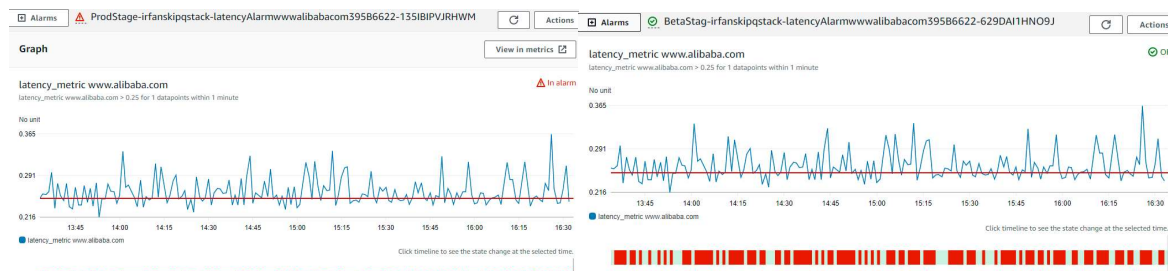 Alarms
ProdStage-irfanskipqstack-latencyAlarmwwwalibabacom395B6622-135IBIPVJRHWM
Actions
Graph
View in metrics
latency_metric www.alibaba.com
In alarm
latency_metric www.alibaba.com > 0.25 for 1 datapoints within 1 minute
No unit
0.365
0.291
0.216
13:45 14:00 14:15 14:30 14:45 15:00 15:15 15:30 15:45 16:00 16:15 16:30
latency_metric www.alibaba.com
Click timeline to see the state change at the selected time.
Alarms
BetaStag-irfanskipqstack-latencyAlarmwwwalibabacom395B6622-629DAI1HNO9J
Actions
latency_metric www.alibaba.com
latency_metric www.alibaba.com > 0.25 for 1 datapoints within 1 minute
No unit
0.365
0.291
0.216
13:45 14:00 14:15 14:30 14:45 15:00 15:15 15:30 15:45 16:00 16:15 16:30
latency_metric www.alibaba.com
Click timeline to see the state change at the selected time.